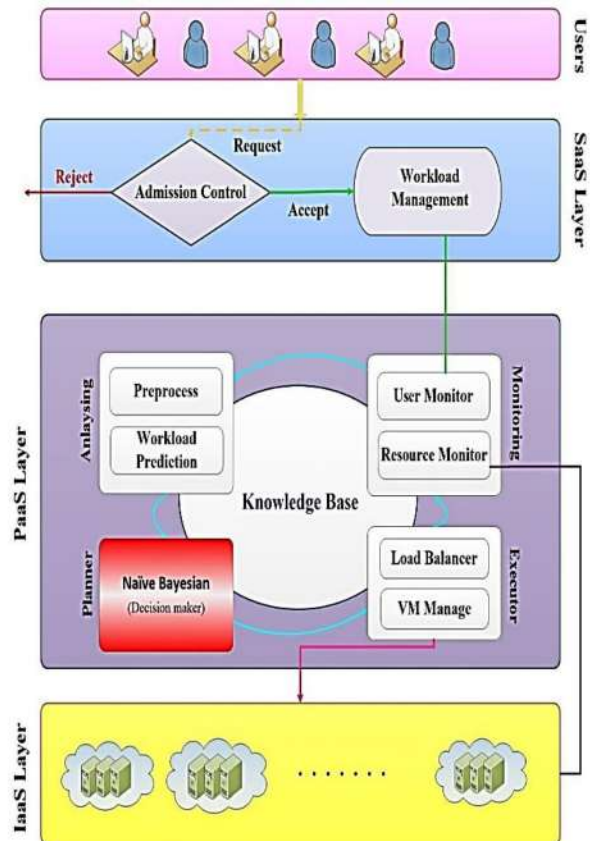 Users
Request
Reject
Admission Control
Accept
Workload
Management
SaaS Layer
PaaS Layer
Anlaysing
Preprocess
Workload
Prediction
Monitoring
User Monitor
Resource Monitor
Knowledge Base
Planner
Naïve Bayesian
(Decision maker)
Executor
Load Balancer
VM Manage
IaaS Layer